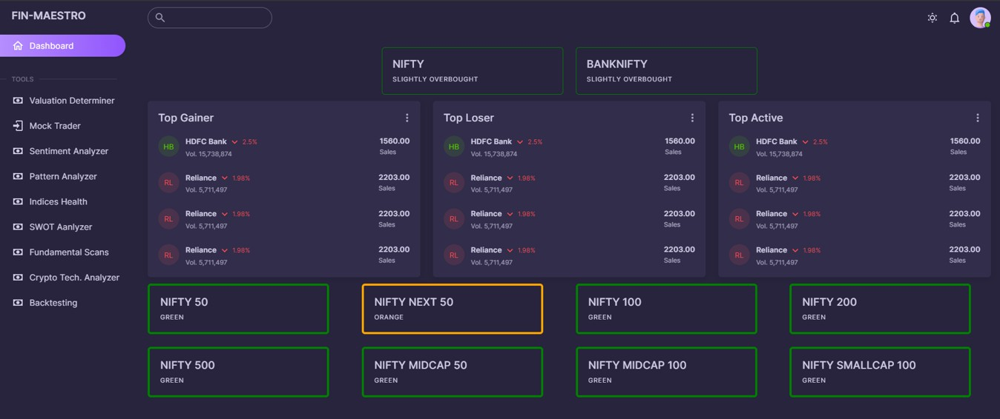 FIN-MAESTRO
Dashboard
TOOLS
Valuation Determiner
Mock Trader
Sentiment Analyzer
Pattern Analyzer
Indices Health
SWOT Aanlyzer
Fundamental Scans
Crypto Tech. Analyzer
Backtesting
NIFTY
SLIGHTLY OVERBOUGHT
BANKNIFTY
SLIGHTLY OVERBOUGHT
Top Gainer
HB HDFC Bank 2.5% 1560.00
Vol. 15,738,874 Sales
RL Reliance 1.98% 2203.00
Vol. 5,711,497 Sales
RL Reliance 1.98% 2203.00
Vol. 5,711,497 Sales
RL Reliance 1.98% 2203.00
Vol. 5,711,497 Sales
Top Loser
HB HDFC Bank 2.5% 1560.00
Vol. 15,738,874 Sales
RL Reliance 1.98% 2203.00
Vol. 5,711,497 Sales
RL Reliance 1.98% 2203.00
Vol. 5,711,497 Sales
RL Reliance 1.98% 2203.00
Vol. 5,711,497 Sales
Top Active
HB HDFC Bank 2.5% 1560.00
Vol. 15,738,874 Sales
RL Reliance 1.98% 2203.00
Vol. 5,711,497 Sales
RL Reliance 1.98% 2203.00
Vol. 5,711,497 Sales
RL Reliance 1.98% 2203.00
Vol. 5,711,497 Sales
NIFTY 50
GREEN
NIFTY NEXT 50
ORANGE
NIFTY 100
GREEN
NIFTY 200
GREEN
NIFTY 500
GREEN
NIFTY MIDCAP 50
GREEN
NIFTY MIDCAP 100
GREEN
NIFTY SMALLCAP 100
GREEN